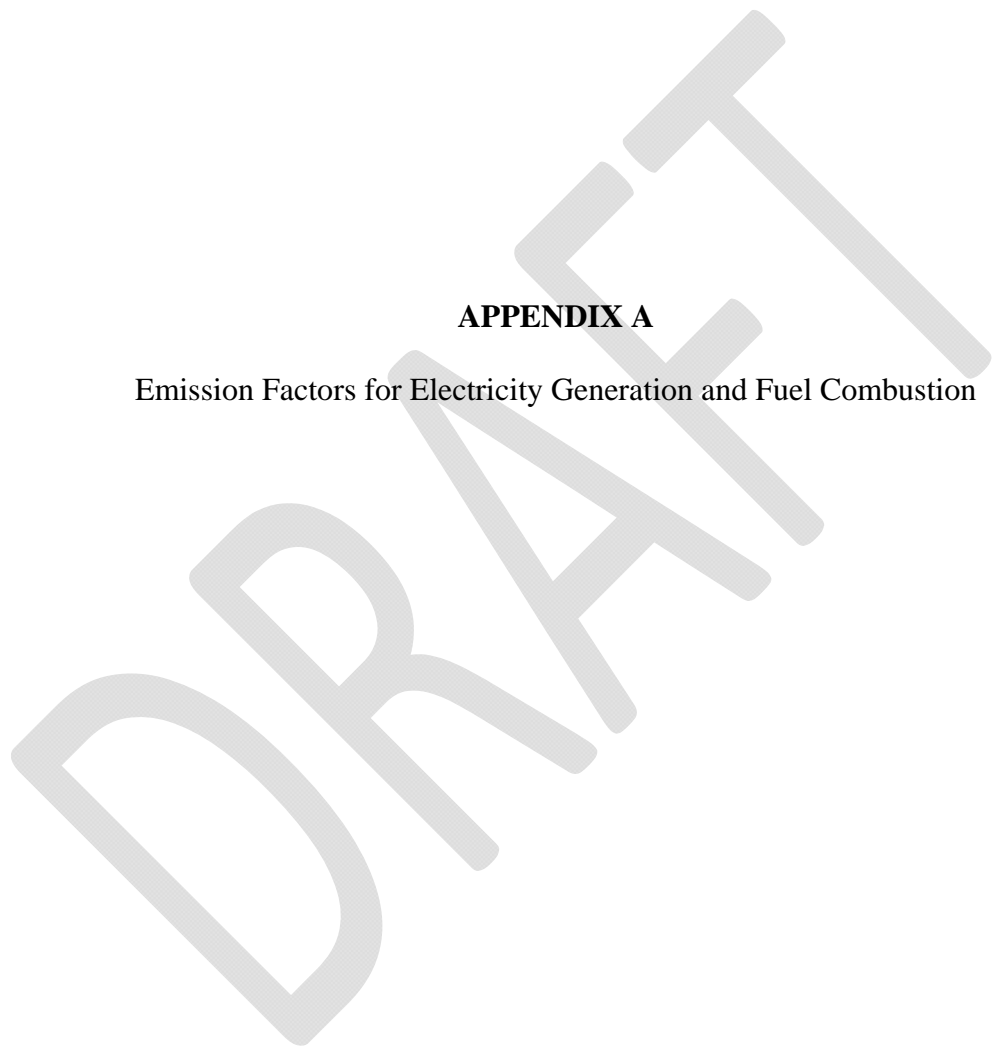 APPENDIX A
Emission Factors for Electricity Generation and Fuel Combustion
DRAFT